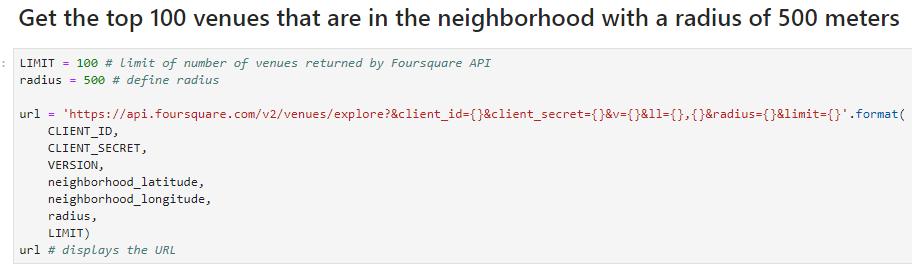 Get the top 100 venues that are in the neighborhood with a radius of 500 meters
:
LIMIT = 100 # limit of number of venues returned by Foursquare API
radius = 500 # define radius
url = 'https://api.foursquare.com/v2/venues/explore?&client_id={}&client_secret={}&v={}&ll={},{}&radius={}&limit={}'.format(
CLIENT_ID,
CLIENT_SECRET,
VERSION,
neighborhood_latitude,
neighborhood_longitude,
radius,
LIMIT)
url # displays the URL